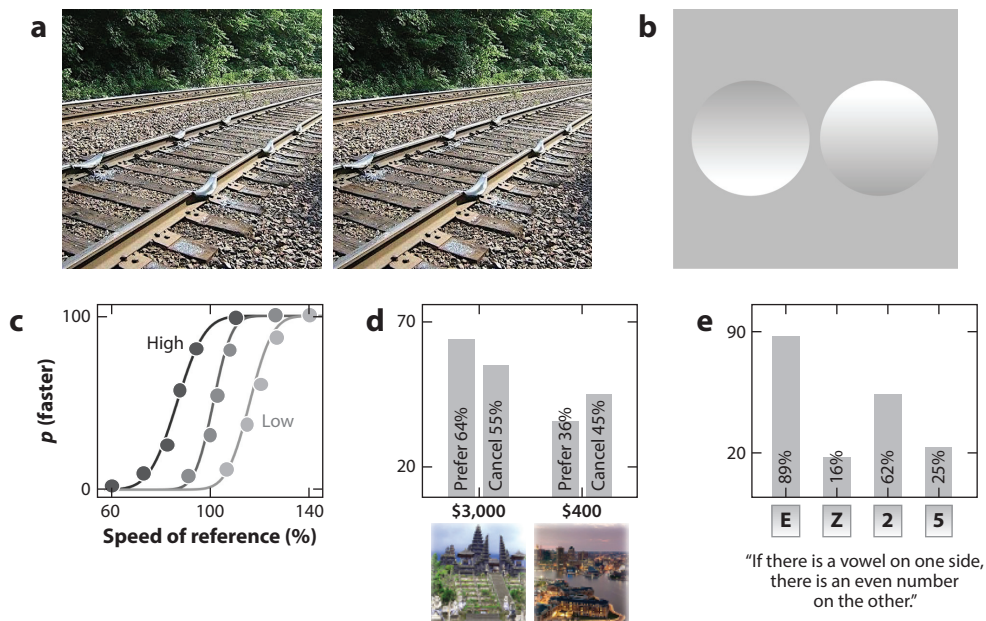 a
b
c
100
High
Low
p (faster)
0
60
100
140
Speed of reference (%)
d
70
20
Prefer 64%
Cancel 55%
Prefer 36%
Cancel 45%
$3,000
$400
e
90
20
89%
16%
62%
25%
E
Z
2
5
“If there is a vowel on one side,
there is an even number
on the other.”